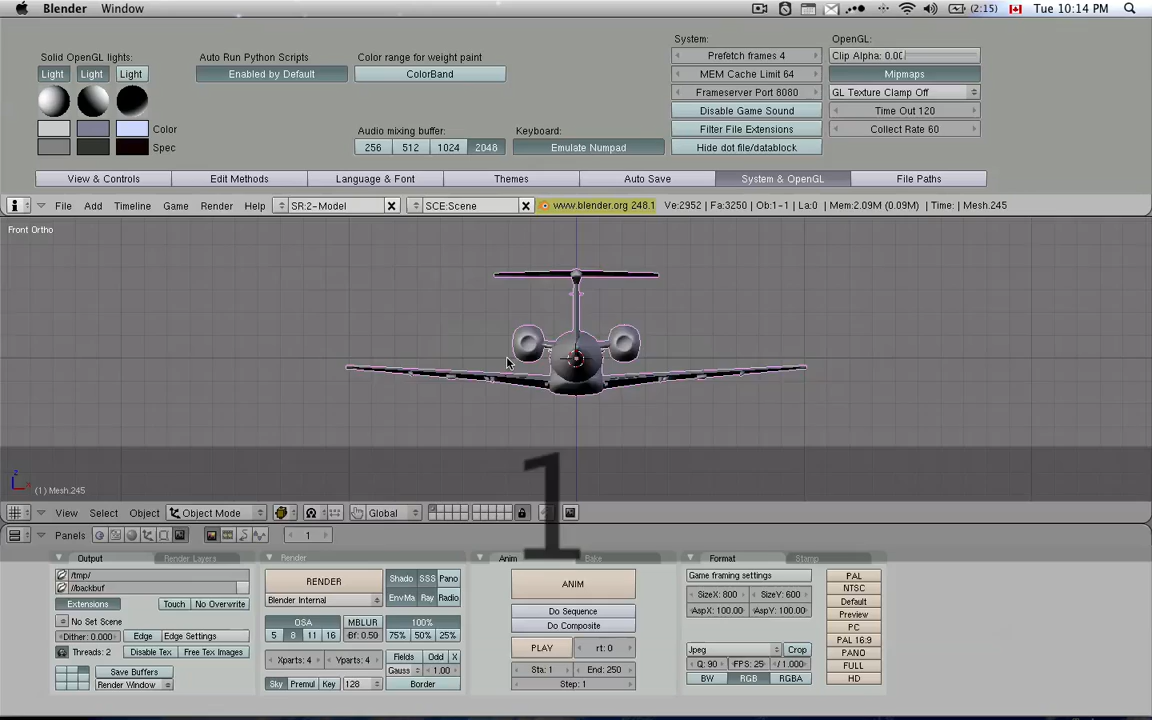 Blender Window (2:15) Tue 10:14 PM
System: OpenGL:
Solid OpenGL lights: Auto Run Python Scripts Color range for weight paint Prefetch frames 4 Clip Alpha: 0.00
Light Light Light Enabled by Default ColorBand MEM Cache Limit 64 Mipmaps
Frameserver Port 8080 GL Texture Clamp Off
Disable Game Sound Time Out 120
Color Audio mixing buffer: Keyboard: Filter File Extensions Collect Rate 60
Spec 256 512 1024 2048 Emulate Numpad Hide dot file/datablock
View & Controls Edit Methods Language & Font Themes Auto Save System & OpenGL File Paths
File Add Timeline Game Render Help SR:2-Model SCE:Scene www.blender.org 248.1 Ve:2952 | Fa:3250 | Ob:1-1 | La:0 | Mem:2.09M (0.09M) | Time: | Mesh.245
Front Ortho
1
z
(1) Mesh.245
View Select Object Object Mode Global
Panels 1
Output Render Layers Render Anim Bake Format Stamp
/tmp/ RENDER Shado SSS Pano ANIM Game framing settings PAL
//backbuf NTSC
Extensions Touch No Overwrite Blender Internal EnvMa Ray Radio SizeX: 800 SizeY: 600 Default
No Set Scene OSA MBLUR 100% Do Sequence AspX: 100.00 AspY: 100.00 Preview
Dither: 0.000 Edge Edge Settings 5 8 11 16 Bf: 0.50 75% 50% 25% Do Composite PC
Threads: 2 Disable Tex Free Tex Images Xparts: 4 Yparts: 4 Fields Odd X PLAY rt: 0 Jpeg Crop PAL 16:9
Save Buffers Gauss 1.00 Sta: 1 End: 250 Q: 90 FPS: 25 / 1.000 PANO
FULL
Render Window Sky Premul Key 128 Border Step: 1 BW RGB RGBA HD